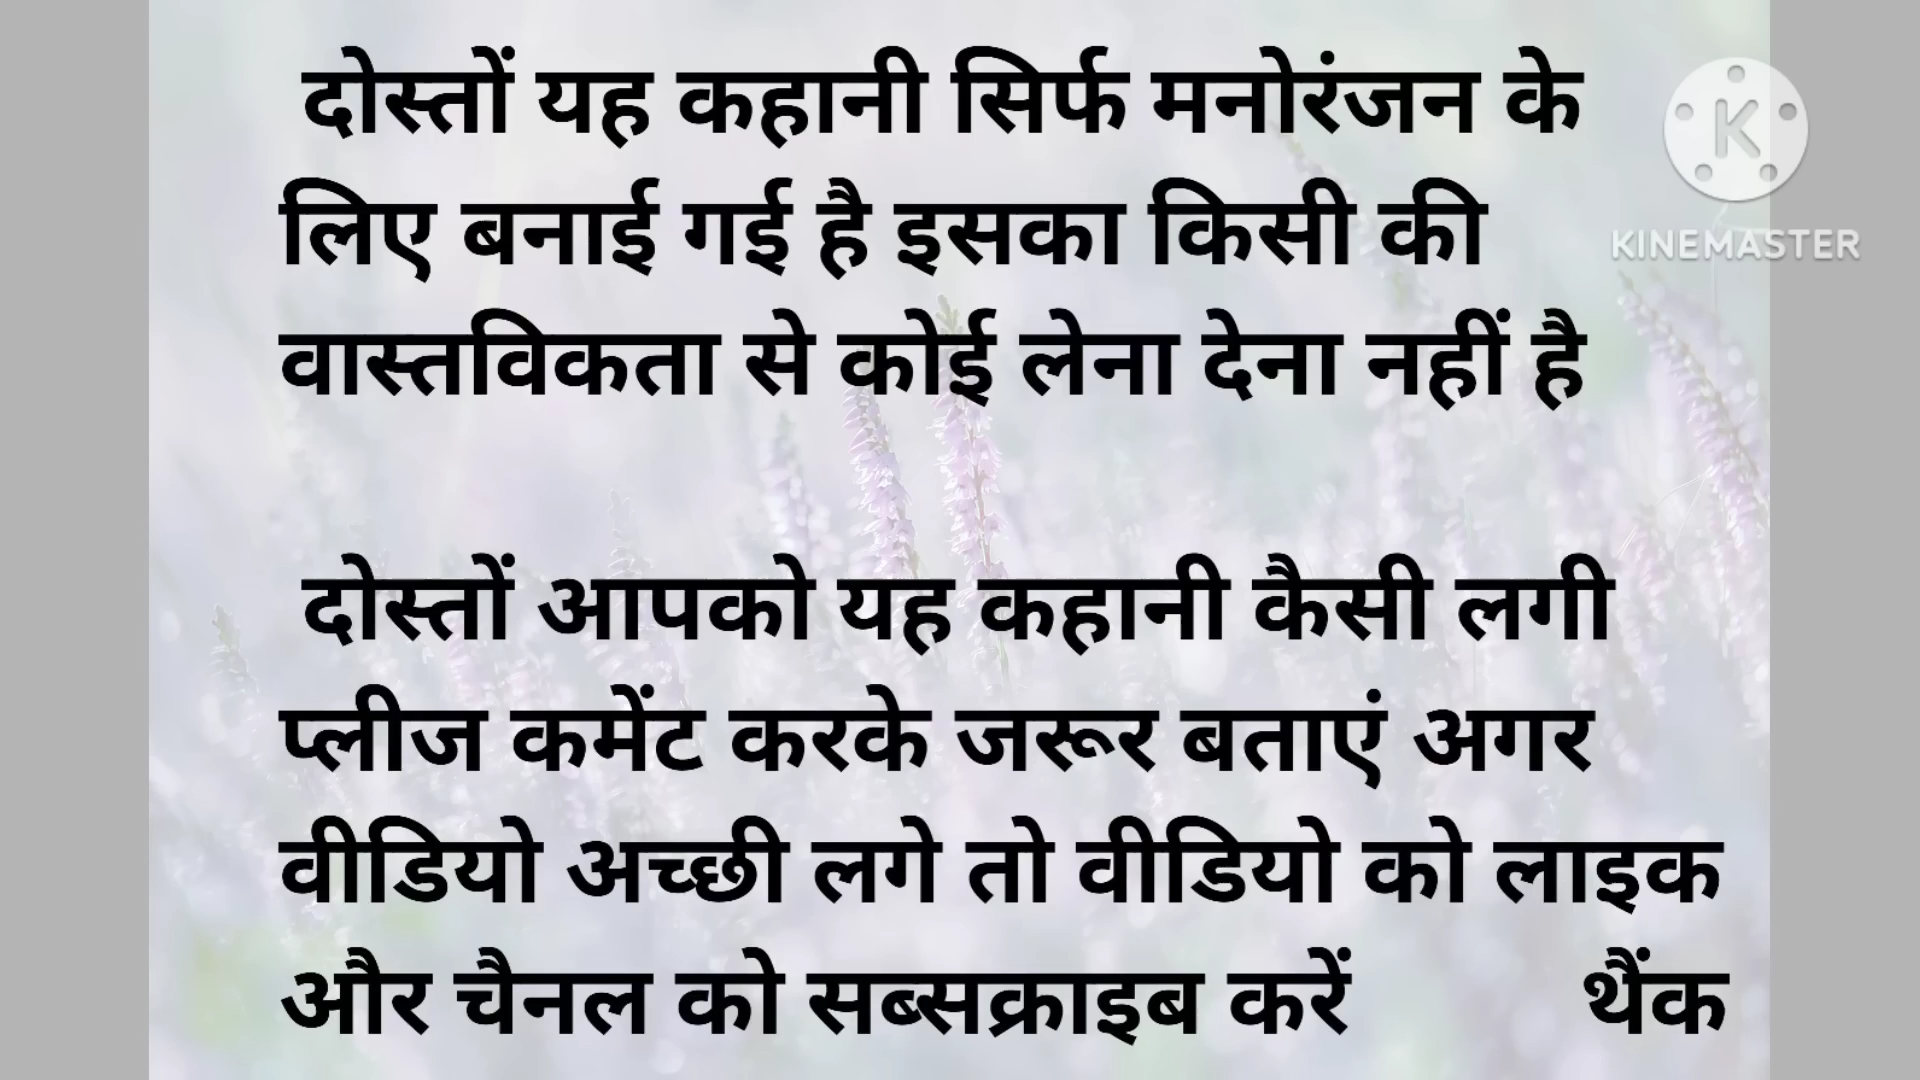 दोस्तों यह कहानी सिर्फ मनोरंजन के
लिए बनाई गई है इसका किसी की
वास्तविकता से कोई लेना देना नहीं है
दोस्तों आपको यह कहानी कैसी लगी
प्लीज कमेंट करके जरूर बताएं अगर
वीडियो अच्छी लगे तो वीडियो को लाइक
और चैनल को सब्सक्राइब करें थैंक
K
KINEMASTER